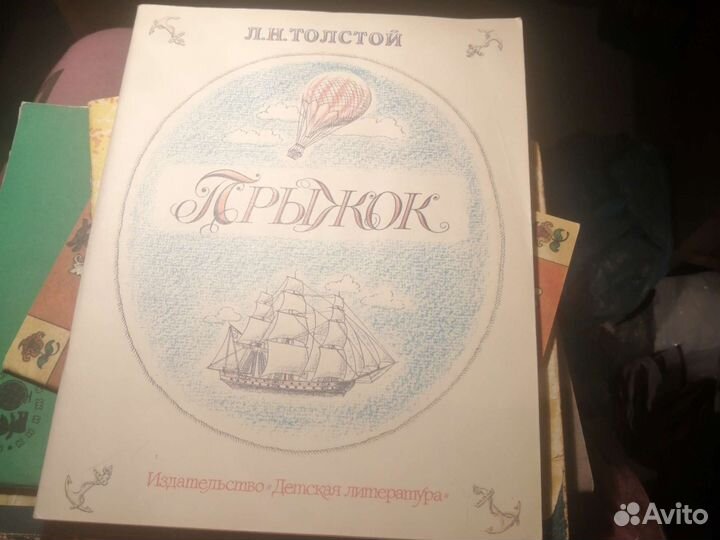 Л.Н.ТОЛСТОЙ
ПРЫЖОК
Издательство «Детская литература»
Avito